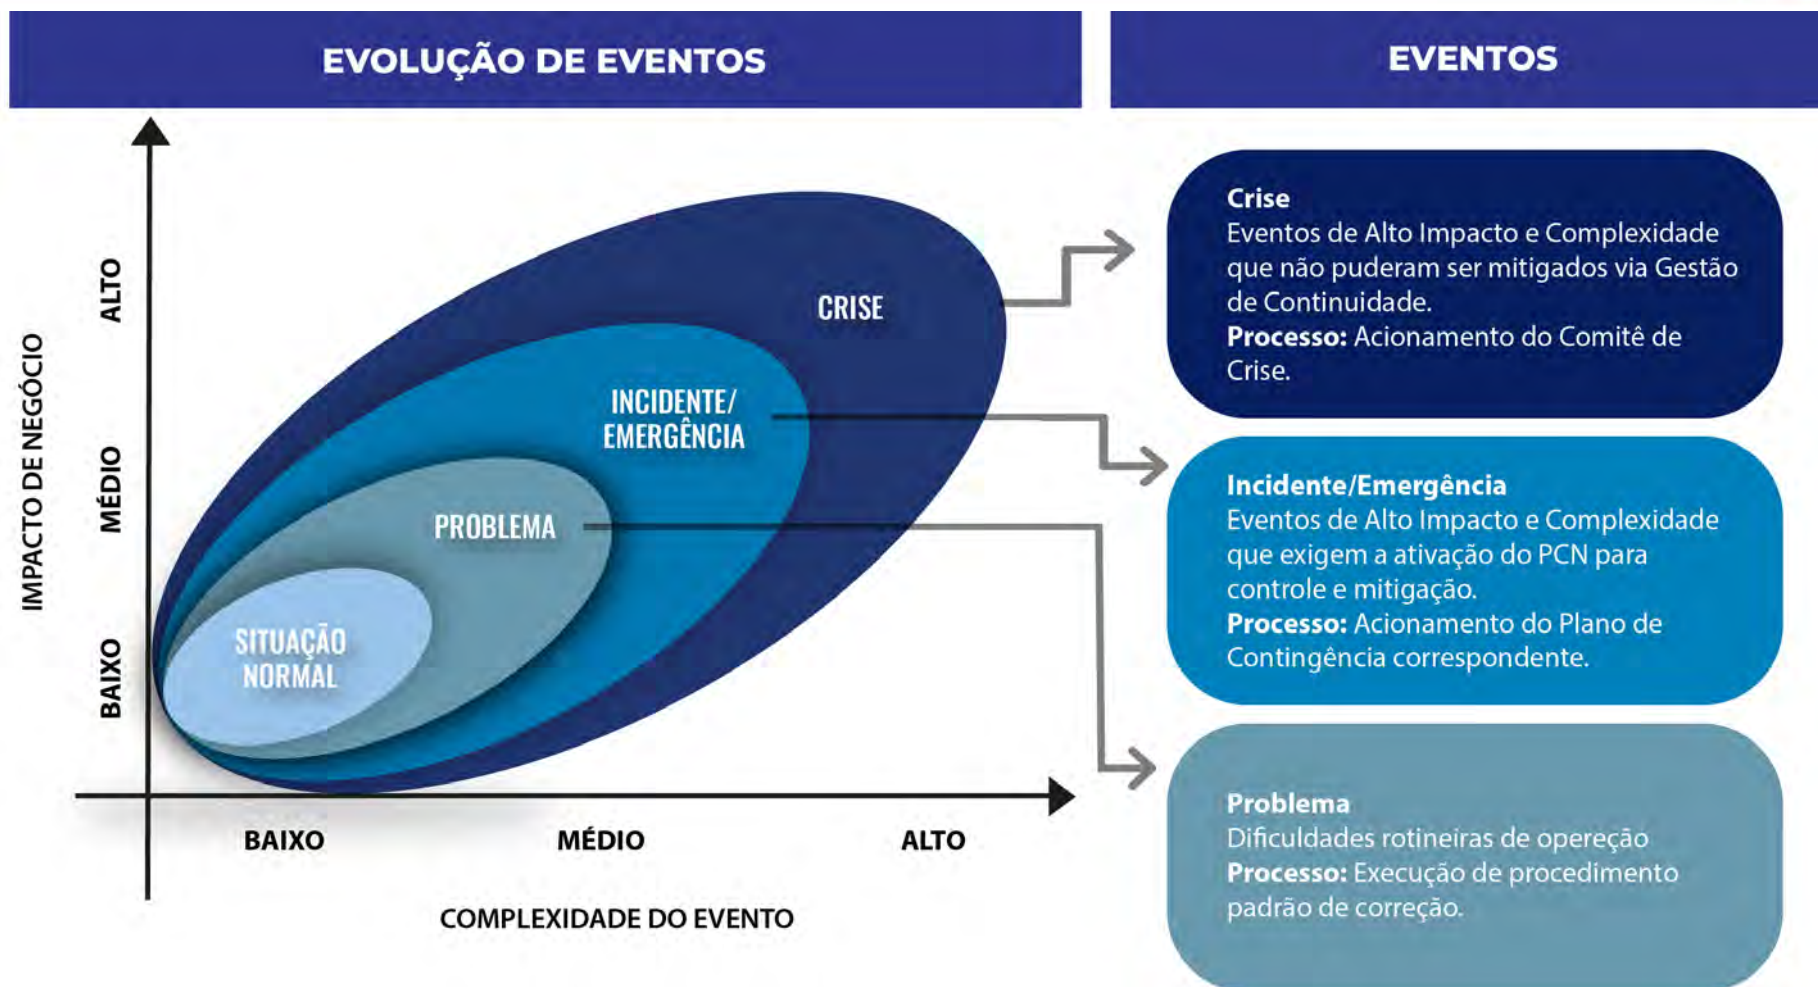 EVOLUÇÃO DE EVENTOS
EVENTOS
IMPACTO DE NEGÓCIO
ALTO
MÉDIO
BAIXO
CRISE
INCIDENTE/
EMERGÊNCIA
PROBLEMA
SITUAÇÃO
NORMAL
BAIXO
MÉDIO
ALTO
COMPLEXIDADE DO EVENTO
Crise
Eventos de Alto Impacto e Complexidade
que não puderam ser mitigados via Gestão
de Continuidade.
Processo: Acionamento do Comitê de
Crise.
Incidente/Emergência
Eventos de Alto Impacto e Complexidade
que exigem a ativação do PCN para
controle e mitigação.
Processo: Acionamento do Plano de
Contingência correspondente.
Problema
Dificuldades rotineiras de opereção
Processo: Execução de procedimento
padrão de correção.